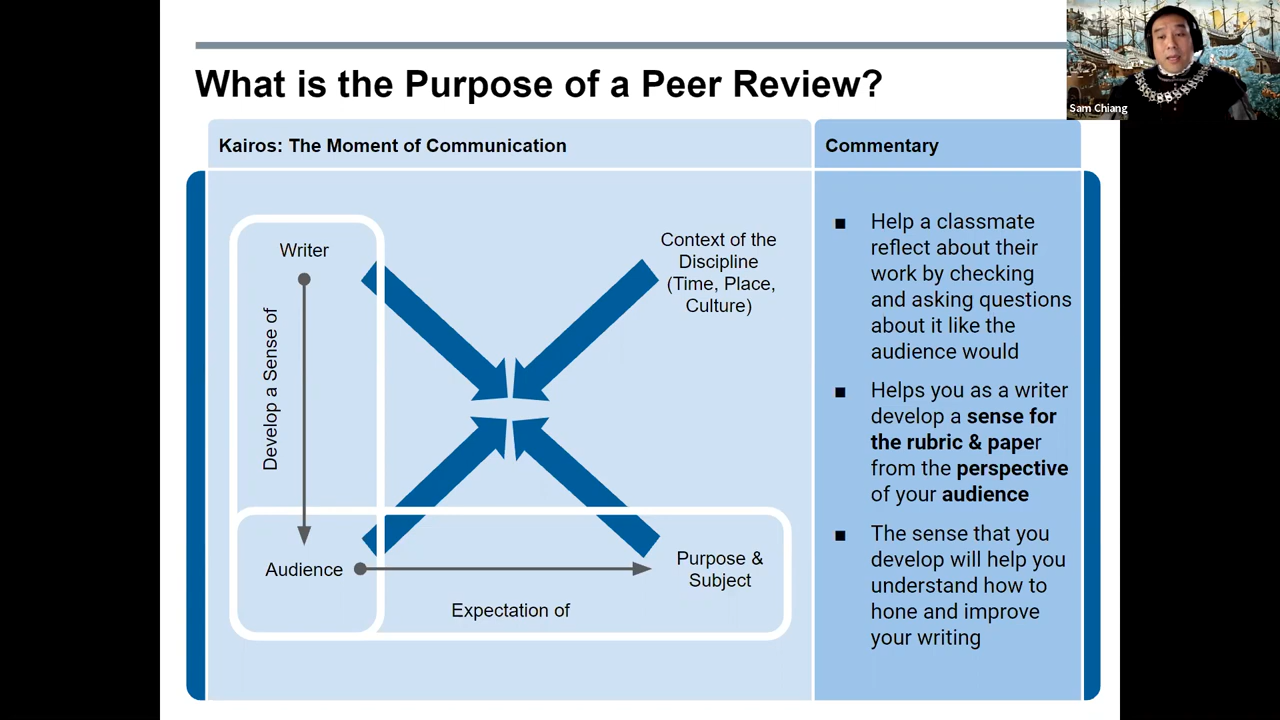 What is the Purpose of a Peer Review?
Sam Chiang
Kairos: The Moment of Communication
Commentary
Writer
Develop a Sense of
Audience
Expectation of
Context of the
Discipline
(Time, Place,
Culture)
Purpose &
Subject
■ Help a classmate
reflect about their
work by checking
and asking questions
about it like the
audience would
■ Helps you as a writer
develop a sense for
the rubric & paper
from the perspective
of your audience
■ The sense that you
develop will help you
understand how to
hone and improve
your writing